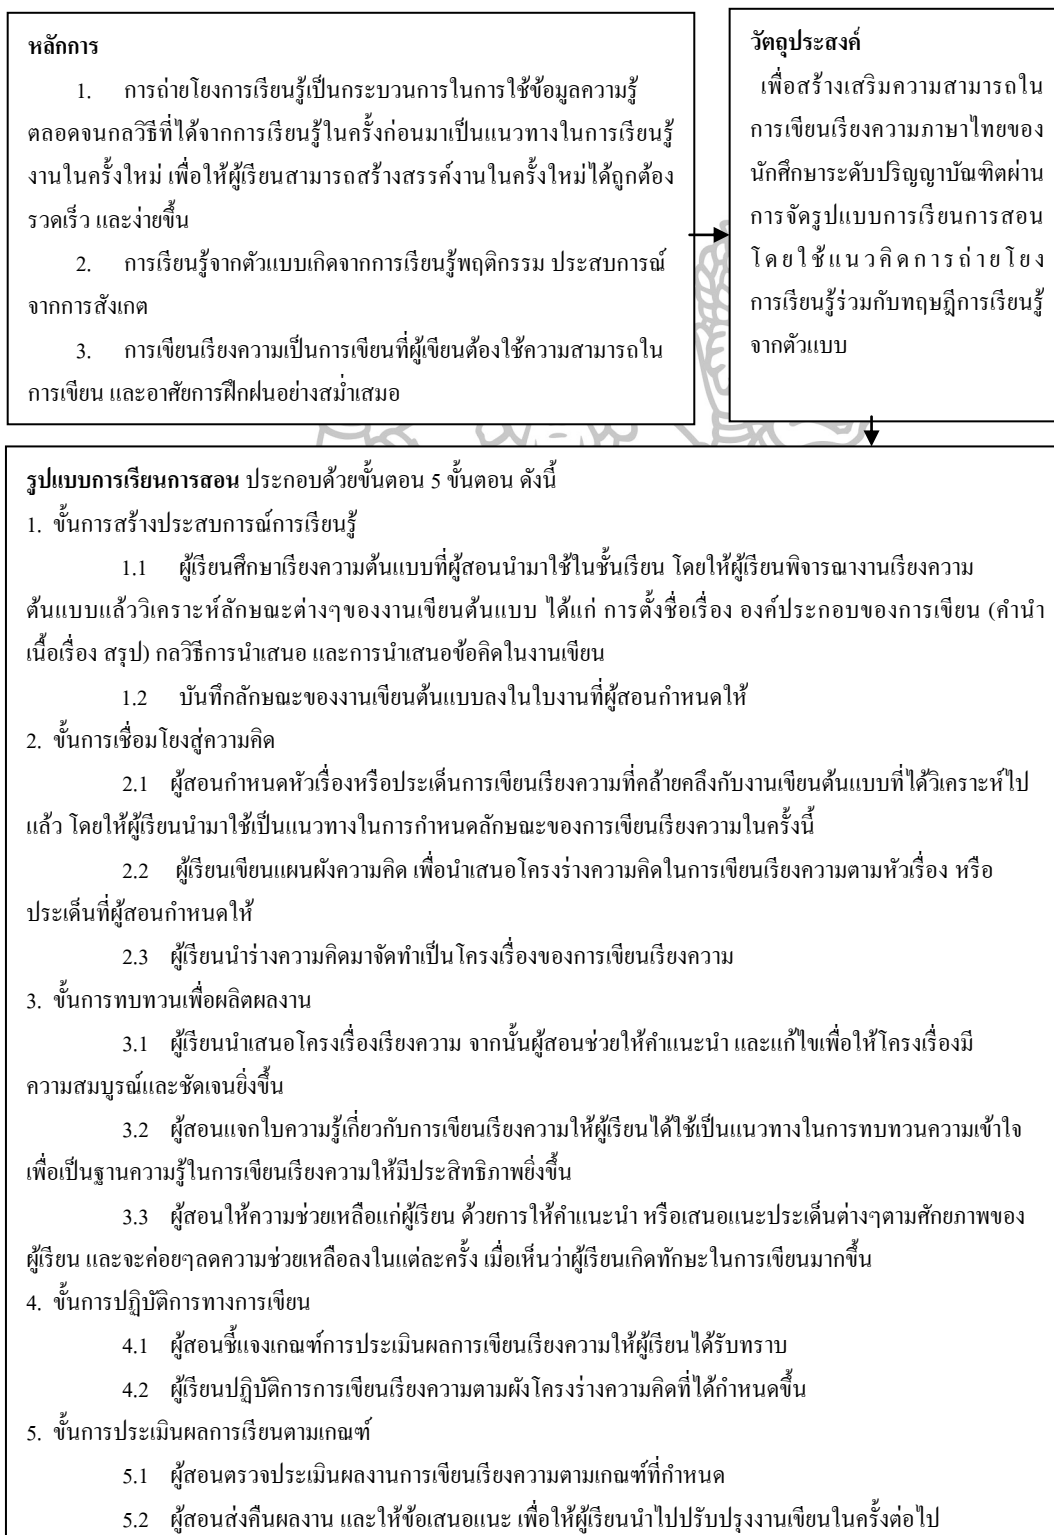 หลักการ
1. การถ่ายโยงการเรียนรู้เป็นกระบวนการในการใช้ข้อมูลความรู้
ตลอดจนกลวิธีที่ได้จากการเรียนรู้ในครั้งก่อนมาเป็นแนวทางในการเรียนรู้
งานในครั้งใหม่ เพื่อให้ผู้เรียนสามารถสร้างสรรค์งานในครั้งใหม่ได้ถูกต้อง
รวดเร็ว และง่ายขึ้น
2. การเรียนรู้จากตัวแบบเกิดจากการเรียนรู้พฤติกรรม ประสบการณ์
จากการสังเกต
3. การเขียนเรียงความเป็นการเขียนที่ผู้เขียนต้องใช้ความสามารถใน
การเขียน และอาศัยการฝึกฝนอย่างสม่ำเสมอ
วัตถุประสงค์
เพื่อสร้างเสริมความสามารถใน
การเขียนเรียงความภาษาไทยของ
นักศึกษาระดับปริญญาบัณฑิตผ่าน
การจัดรูปแบบการเรียนการสอน
โดยใช้แนวคิดการถ่ายโยง
การเรียนรู้ร่วมกับทฤษฎีการเรียนรู้
จากตัวแบบ
รูปแบบการเรียนการสอน ประกอบด้วยขั้นตอน 5 ขั้นตอน ดังนี้
1. ขั้นการสร้างประสบการณ์การเรียนรู้
1.1 ผู้เรียนศึกษาเรียงความต้นแบบที่ผู้สอนนำมาใช้ในชั้นเรียน โดยให้ผู้เรียนพิจารณางานเรียงความ
ต้นแบบแล้ววิเคราะห์ลักษณะต่างๆของงานเขียนต้นแบบ ได้แก่ การตั้งชื่อเรื่อง องค์ประกอบของการเขียน (คำนำ
เนื้อเรื่อง สรุป) กลวิธีการนำเสนอ และการนำเสนอข้อคิดในงานเขียน
1.2 บันทึกลักษณะของงานเขียนต้นแบบลงในใบงานที่ผู้สอนกำหนดให้
2. ขั้นการเชื่อมโยงสู่ความคิด
2.1 ผู้สอนกำหนดหัวเรื่องหรือประเด็นการเขียนเรียงความที่คล้ายคลึงกับงานเขียนต้นแบบที่ได้วิเคราะห์ไป
แล้ว โดยให้ผู้เรียนนำมาใช้เป็นแนวทางในการกำหนดลักษณะของการเขียนเรียงความในครั้งนี้
2.2 ผู้เรียนเขียนแผนผังความคิด เพื่อนำเสนอโครงร่างความคิดในการเขียนเรียงความตามหัวเรื่อง หรือ
ประเด็นที่ผู้สอนกำหนดให้
2.3 ผู้เรียนนำร่างความคิดมาจัดทำเป็นโครงเรื่องของการเขียนเรียงความ
3. ขั้นการทบทวนเพื่อผลิตผลงาน
3.1 ผู้เรียนนำเสนอโครงเรื่องเรียงความ จากนั้นผู้สอนช่วยให้คำแนะนำ และแก้ไขเพื่อให้โครงเรื่องมี
ความสมบูรณ์และชัดเจนยิ่งขึ้น
3.2 ผู้สอนแจกใบความรู้เกี่ยวกับการเขียนเรียงความให้ผู้เรียนได้ใช้เป็นแนวทางในการทบทวนความเข้าใจ
เพื่อเป็นฐานความรู้ในการเขียนเรียงความให้มีประสิทธิภาพยิ่งขึ้น
3.3 ผู้สอนให้ความช่วยเหลือแก่ผู้เรียน ด้วยการให้คำแนะนำ หรือเสนอแนะประเด็นต่างๆตามศักยภาพของ
ผู้เรียน และจะค่อยๆลดความช่วยเหลือลงในแต่ละครั้ง เมื่อเห็นว่าผู้เรียนเกิดทักษะในการเขียนมากขึ้น
4. ขั้นการปฏิบัติการทางการเขียน
4.1 ผู้สอนชี้แจงเกณฑ์การประเมินผลการเขียนเรียงความให้ผู้เรียนได้รับทราบ
4.2 ผู้เรียนปฏิบัติการการเขียนเรียงความตามผังโครงร่างความคิดที่ได้กำหนดขึ้น
5. ขั้นการประเมินผลการเรียนตามเกณฑ์
5.1 ผู้สอนตรวจประเมินผลงานการเขียนเรียงความตามเกณฑ์ที่กำหนด
5.2 ผู้สอนส่งคืนผลงาน และให้ข้อเสนอแนะ เพื่อให้ผู้เรียนนำไปปรับปรุงงานเขียนในครั้งต่อไป